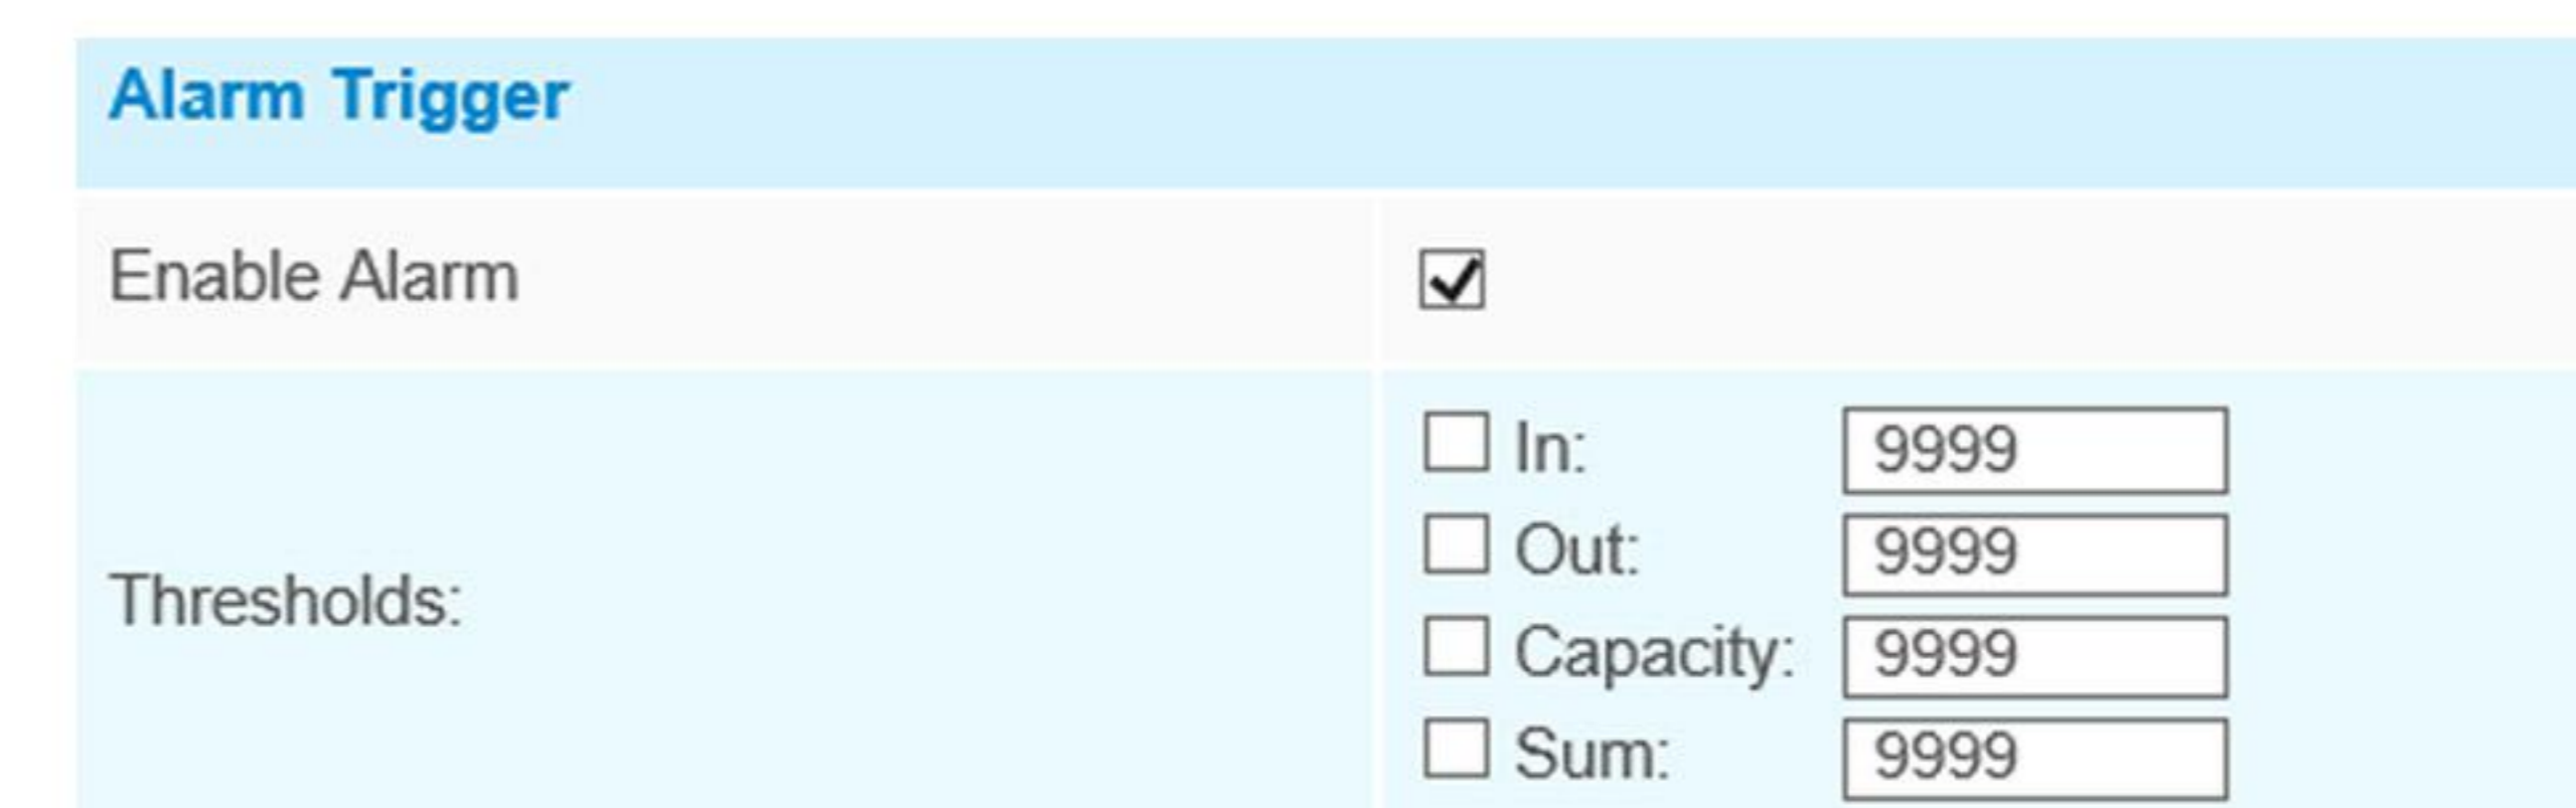 Alarm Trigger
Enable Alarm
Thresholds:
In: 9999
Out: 9999
Capacity: 9999
Sum: 9999